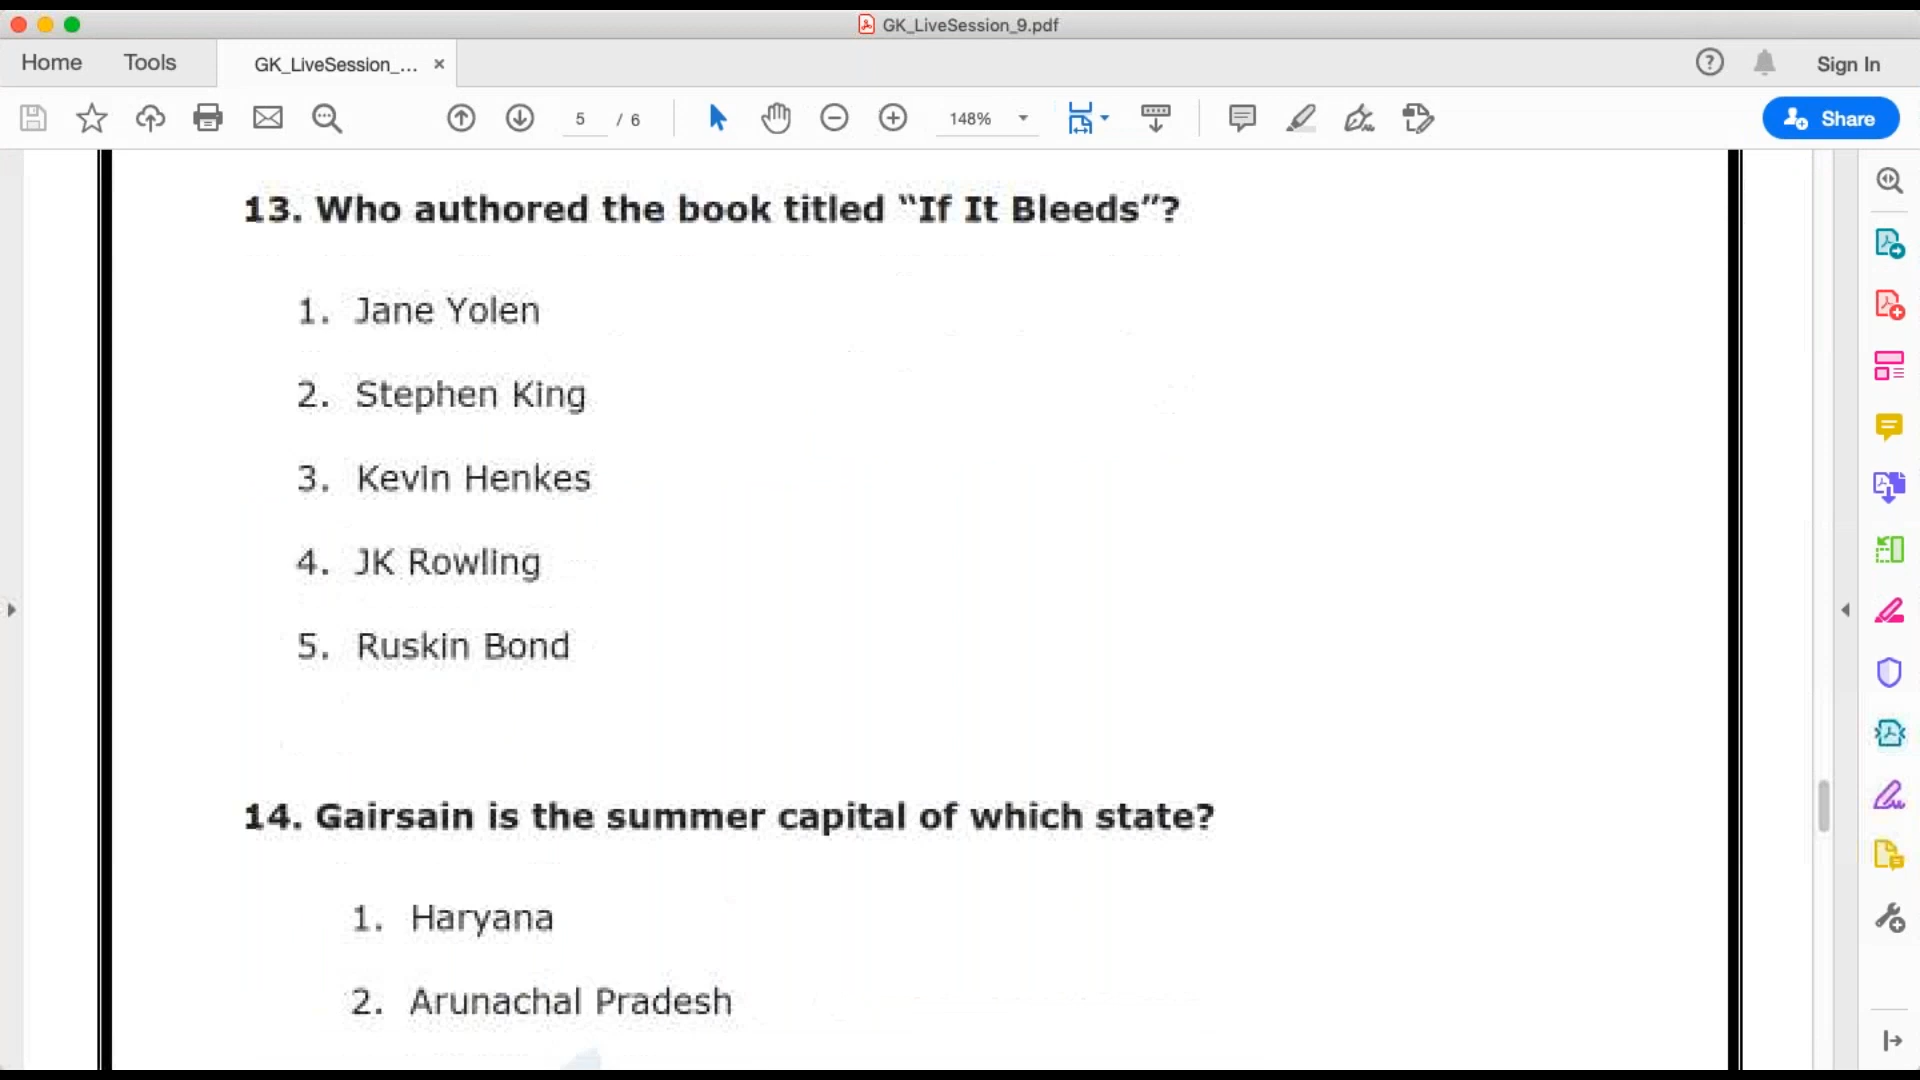 GK_LiveSession_9.pdf
Home Tools GK_LiveSession_... × Sign In
5 / 6 148% Share
13. Who authored the book titled “If It Bleeds”?
1. Jane Yolen
2. Stephen King
3. Kevin Henkes
4. JK Rowling
5. Ruskin Bond
14. Gairsain is the summer capital of which state?
1. Haryana
2. Arunachal Pradesh